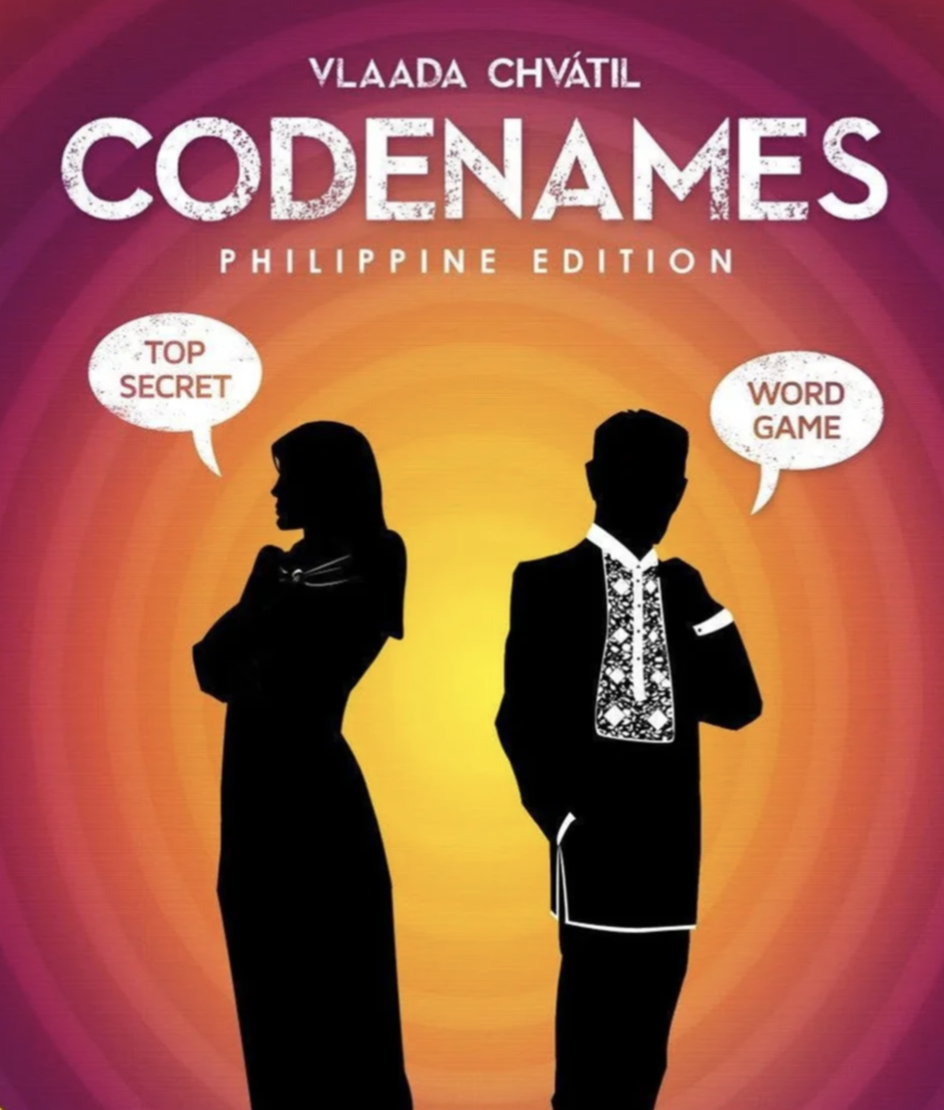 VLAADA CHVÁTIL
CODENAMES
PHILIPPINE EDITION
TOP
SECRET
WORD
GAME